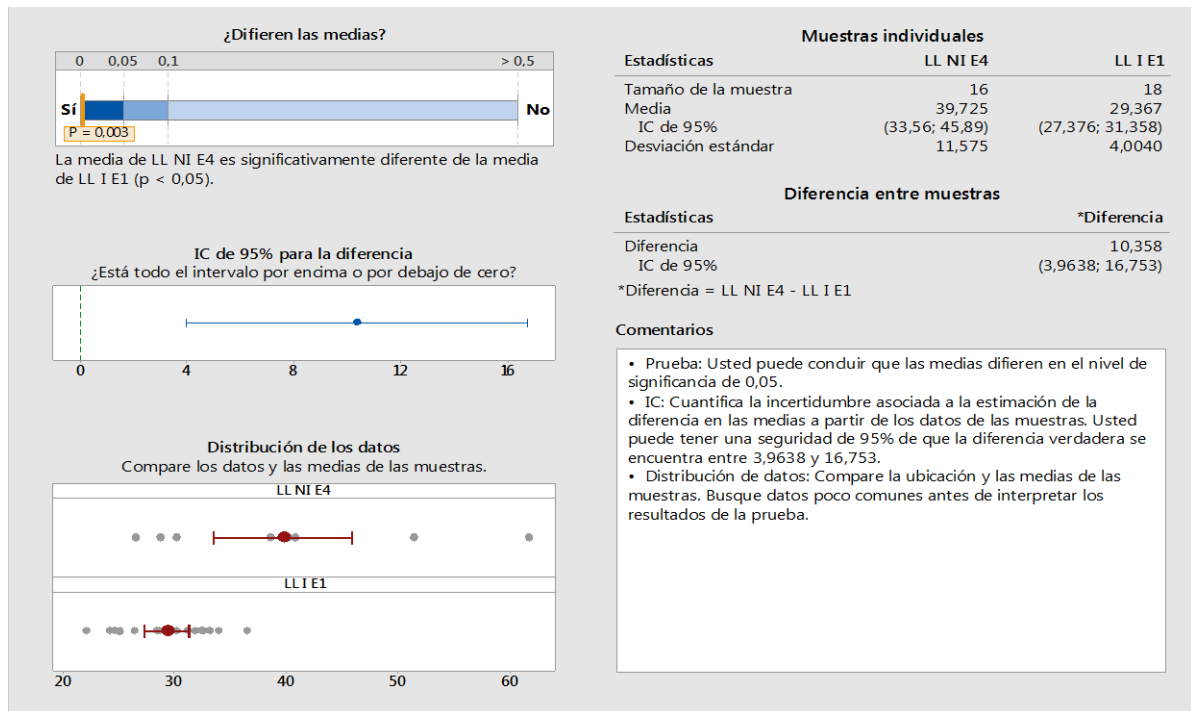 ¿Difieren las medias?
0 0,05 0,1 > 0,5
Sí No
P = 0,003
La media de LL NI E4 es significativamente diferente de la media
de LL I E1 (p < 0,05).
IC de 95% para la diferencia
¿Está todo el intervalo por encima o por debajo de cero?
0 4 8 12 16
Distribución de los datos
Compare los datos y las medias de las muestras.
LL NI E4
LL I E1
20 30 40 50 60
Muestras individuales
Estadísticas LL NI E4 LL I E1
Tamaño de la muestra 16 18
Media 39,725 29,367
IC de 95% (33,56; 45,89) (27,376; 31,358)
Desviación estándar 11,575 4,0040
Diferencia entre muestras
Estadísticas *Diferencia
Diferencia 10,358
IC de 95% (3,9638; 16,753)
*Diferencia = LL NI E4 - LL I E1
Comentarios
• Prueba: Usted puede concluir que las medias difieren en el nivel de
significancia de 0,05.
• IC: Cuantifica la incertidumbre asociada a la estimación de la
diferencia en las medias a partir de los datos de las muestras. Usted
puede tener una seguridad de 95% de que la diferencia verdadera se
encuentra entre 3,9638 y 16,753.
• Distribución de datos: Compare la ubicación y las medias de las
muestras. Busque datos poco comunes antes de interpretar los
resultados de la prueba.